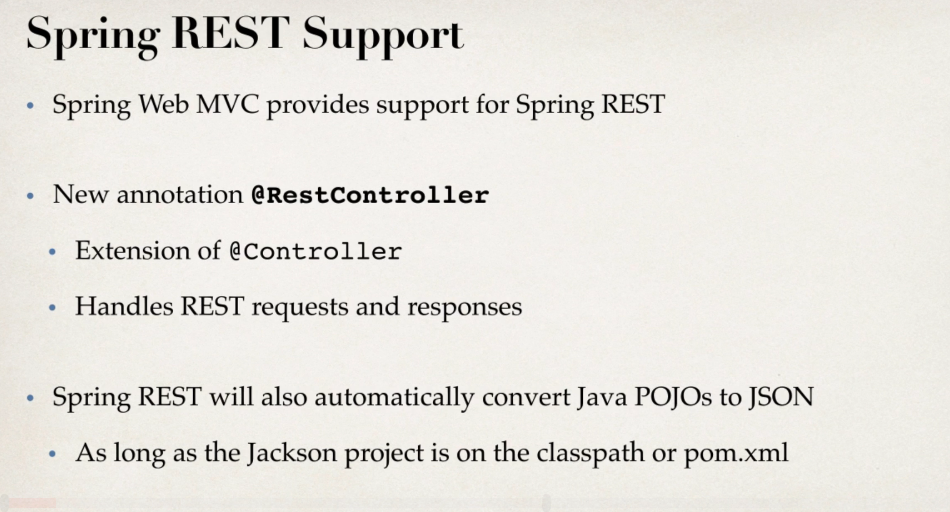 Spring REST Support
• Spring Web MVC provides support for Spring REST
• New annotation @RestController
• Extension of @Controller
• Handles REST requests and responses
• Spring REST will also automatically convert Java POJOs to JSON
• As long as the Jackson project is on the classpath or pom.xml